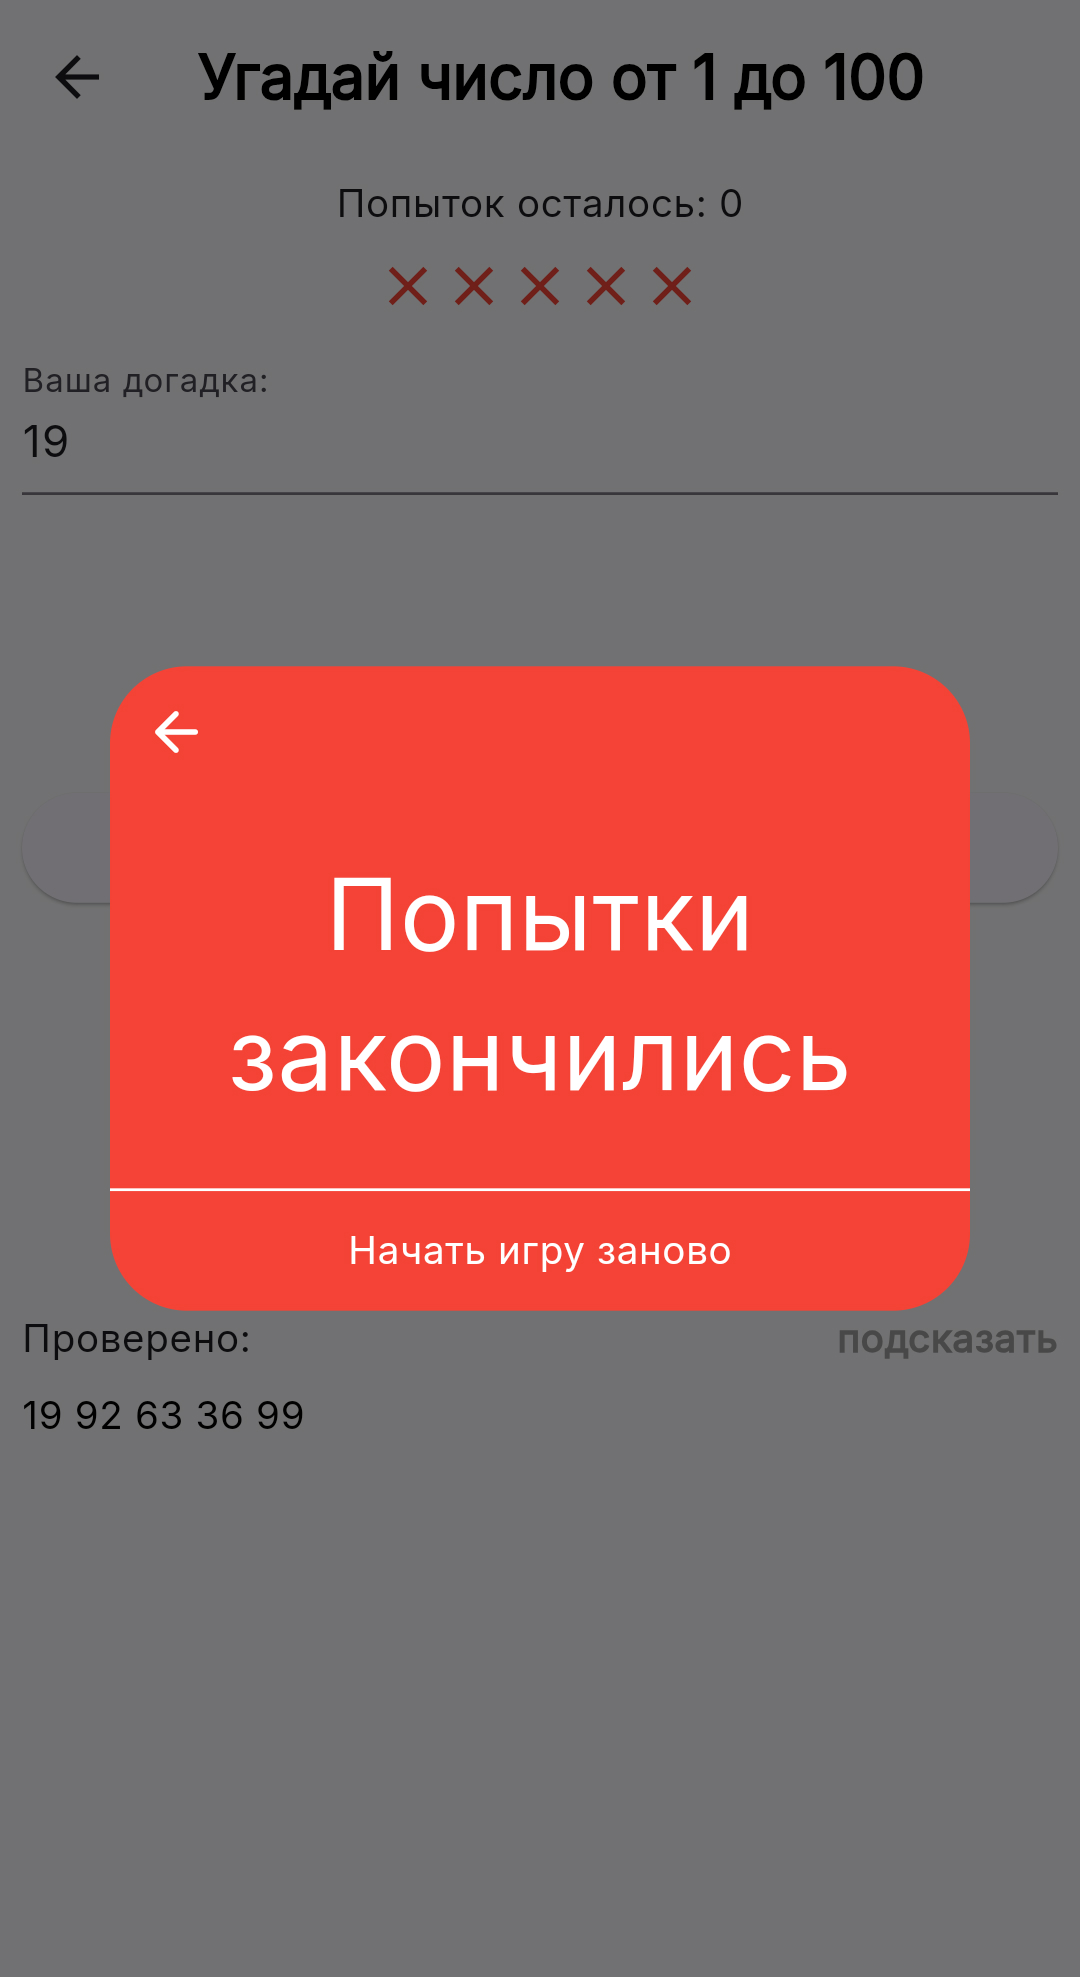 Угадай число от 1 до 100
Попыток осталось: 0
Ваша догадка:
19
Попытки
закончились
Начать игру заново
Проверено:
подсказать
19 92 63 36 99